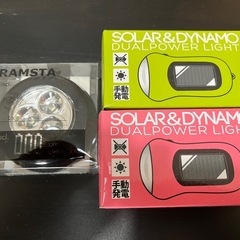 RAMSTA
SOLAR&DYNAMO
DUALPOWER LIGHT
手動
発電
SOLAR&DYNAMO
DUALPOWER LIGHT
手動
発電